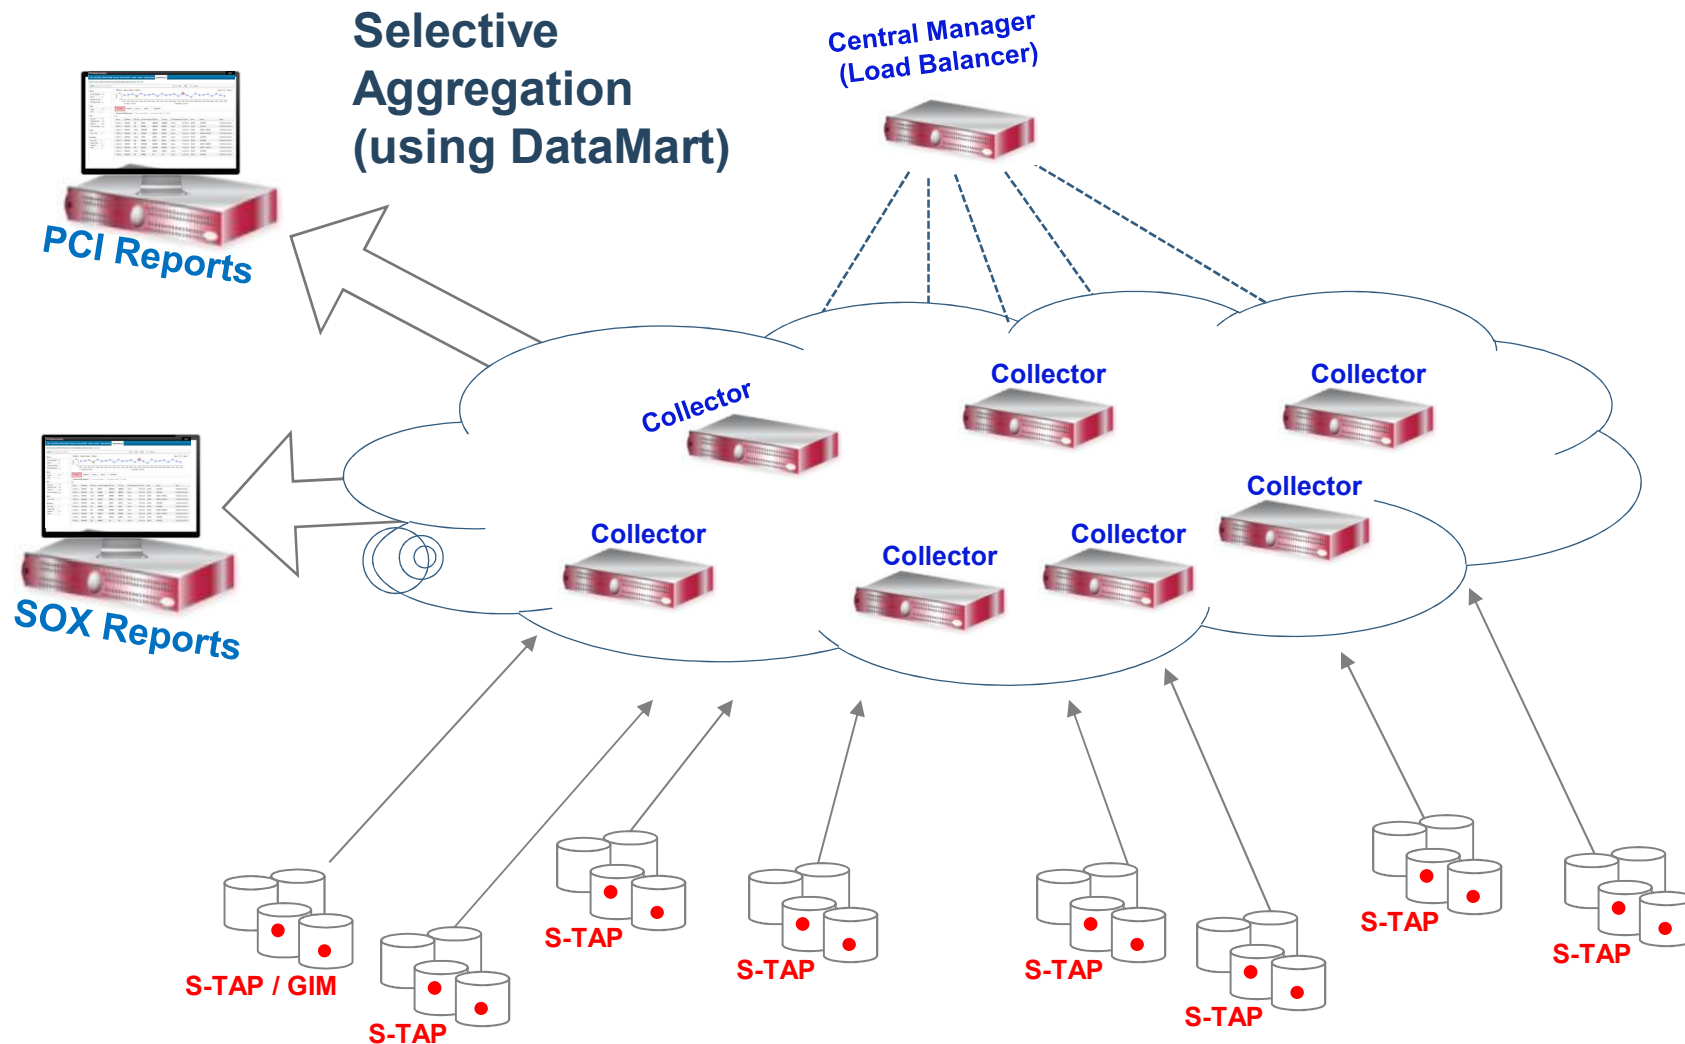 Selective
Aggregation
(using DataMart)
Central Manager
(Load Balancer)
PCI Reports
Collector
Collector
Collector
Collector
SOX Reports
Collector
Collector
Collector
S-TAP / GIM
S-TAP
S-TAP
S-TAP
S-TAP
S-TAP
S-TAP
S-TAP